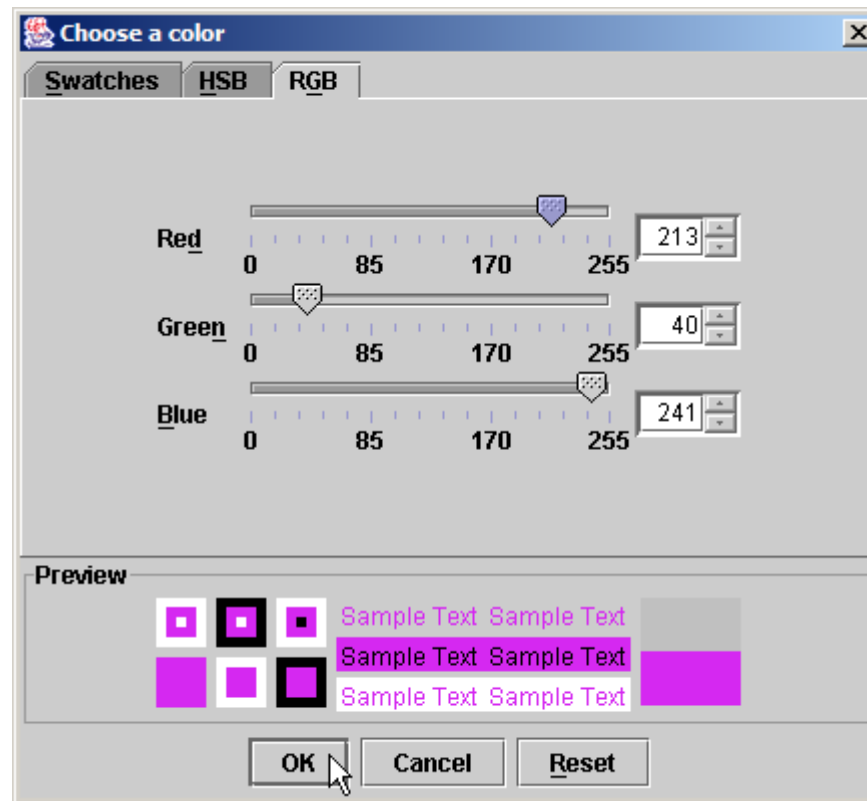 Choose a color
Swatches HSB RGB
Red 213
0 85 170 255
Green 40
0 85 170 255
Blue 241
0 85 170 255
Preview
Sample Text Sample Text
Sample Text Sample Text
Sample Text Sample Text
OK Cancel Reset